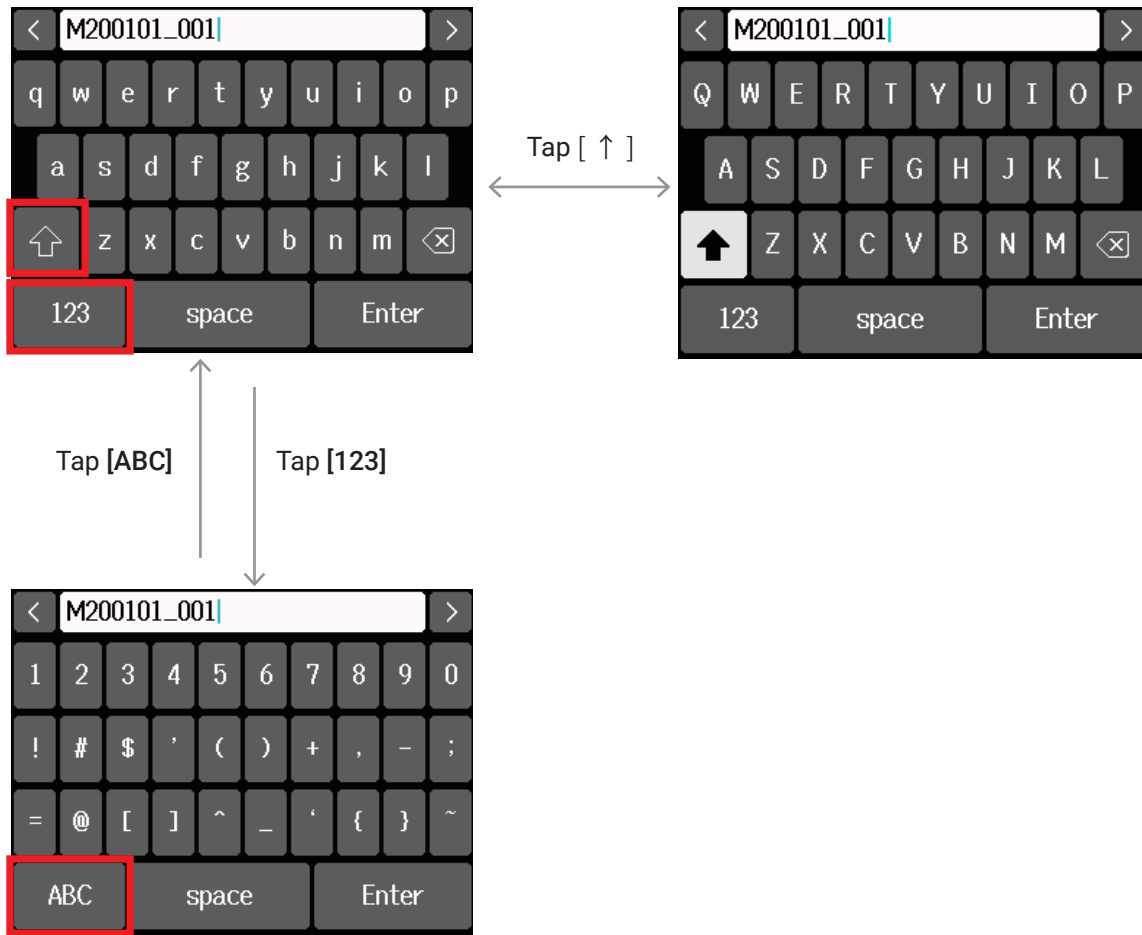 < M200101_001 >
q w e r t y u i o p
a s d f g h j k l
z x c v b n m
123 space Enter
Tap [ ↑ ]
< M200101_001 >
Q W E R T Y U I O P
A S D F G H J K L
Z X C V B N M
123 space Enter
Tap [ABC]
Tap [123]
< M200101_001 >
1 2 3 4 5 6 7 8 9 0
! # $ ' ( ) + , - ;
= @ [ ] ^ _ ‘ { } ~
ABC space Enter